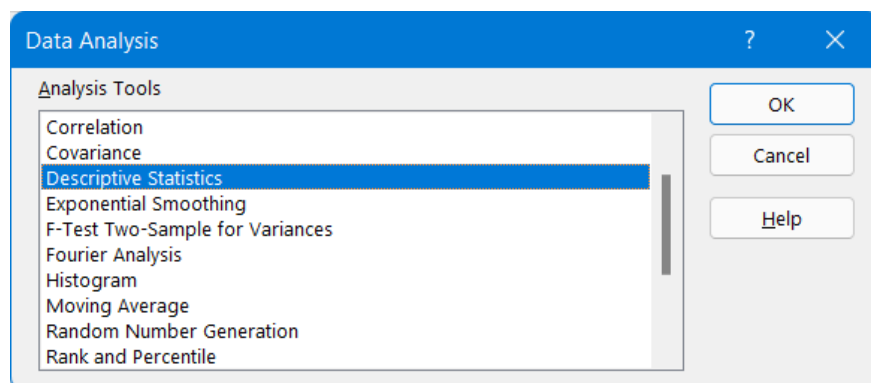 Data Analysis ?
Analysis Tools
Correlation
Covariance
Descriptive Statistics
Exponential Smoothing
F-Test Two-Sample for Variances
Fourier Analysis
Histogram
Moving Average
Random Number Generation
Rank and Percentile
OK
Cancel
Help